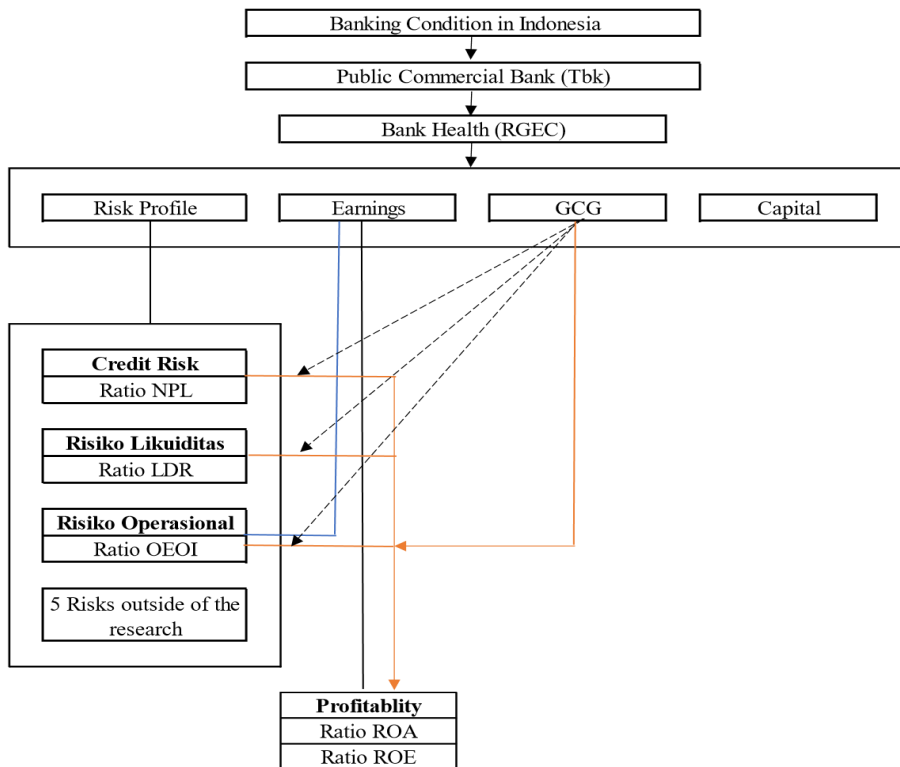 Banking Condition in Indonesia
Public Commercial Bank (Tbk)
Bank Health (RGEC)
Risk Profile
Earnings
GCG
Capital
Credit Risk
Ratio NPL
Risiko Likuiditas
Ratio LDR
Risiko Operasional
Ratio OEOI
5 Risks outside of the
research
Profitablity
Ratio ROA
Ratio ROE